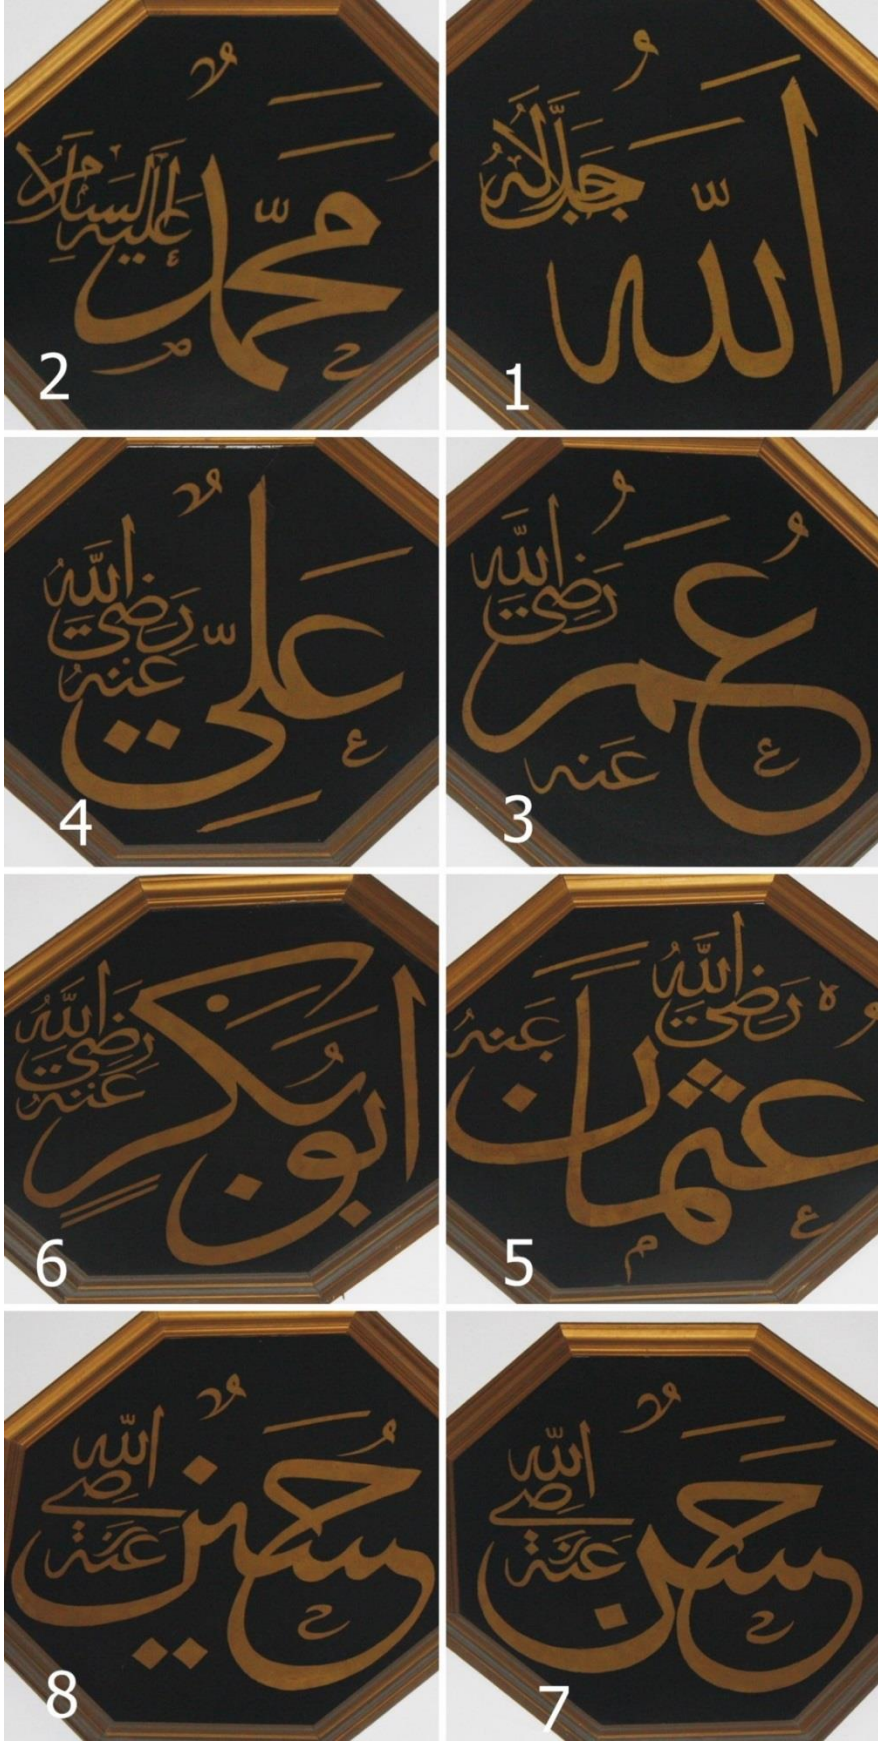 الله جل جلاله
1
محمد عليه السلام
2
عمر رضي الله عنه
3
علي رضي الله عنه
4
عثمان رضي الله عنه
5
ابو بكر رضي الله عنه
6
حسن رضي الله عنه
7
حسين رضي الله عنه
8